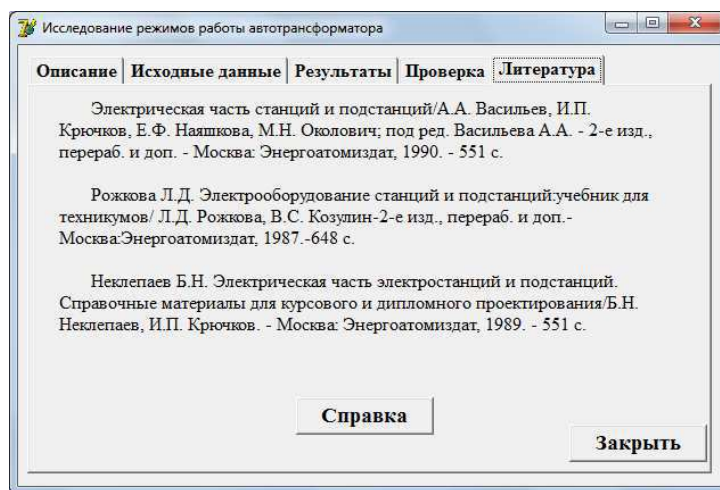 Исследование режимов работы автотрансформатора
Описание Исходные данные Результаты Проверка Литература
Электрическая часть станций и подстанций/А.А. Васильев, И.П.
Крючков, Е.Ф. Наяшкова, М.Н. Околович; под ред. Васильева А.А. - 2-е изд.,
перераб. и доп. - Москва: Энергоатомиздат, 1990. - 551 с.
Рожкова Л.Д. Электрооборудование станций и подстанций:учебник для
техникумов/ Л.Д. Рожкова, В.С. Козулин-2-е изд., перераб. и доп.-
Москва:Энергоатомиздат, 1987.-648 с.
Неклепаев Б.Н. Электрическая часть электростанций и подстанций.
Справочные материалы для курсового и дипломного проектирования/Б.Н.
Неклепаев, И.П. Крючков. - Москва: Энергоатомиздат, 1989. - 551 с.
Справка
Закрыть